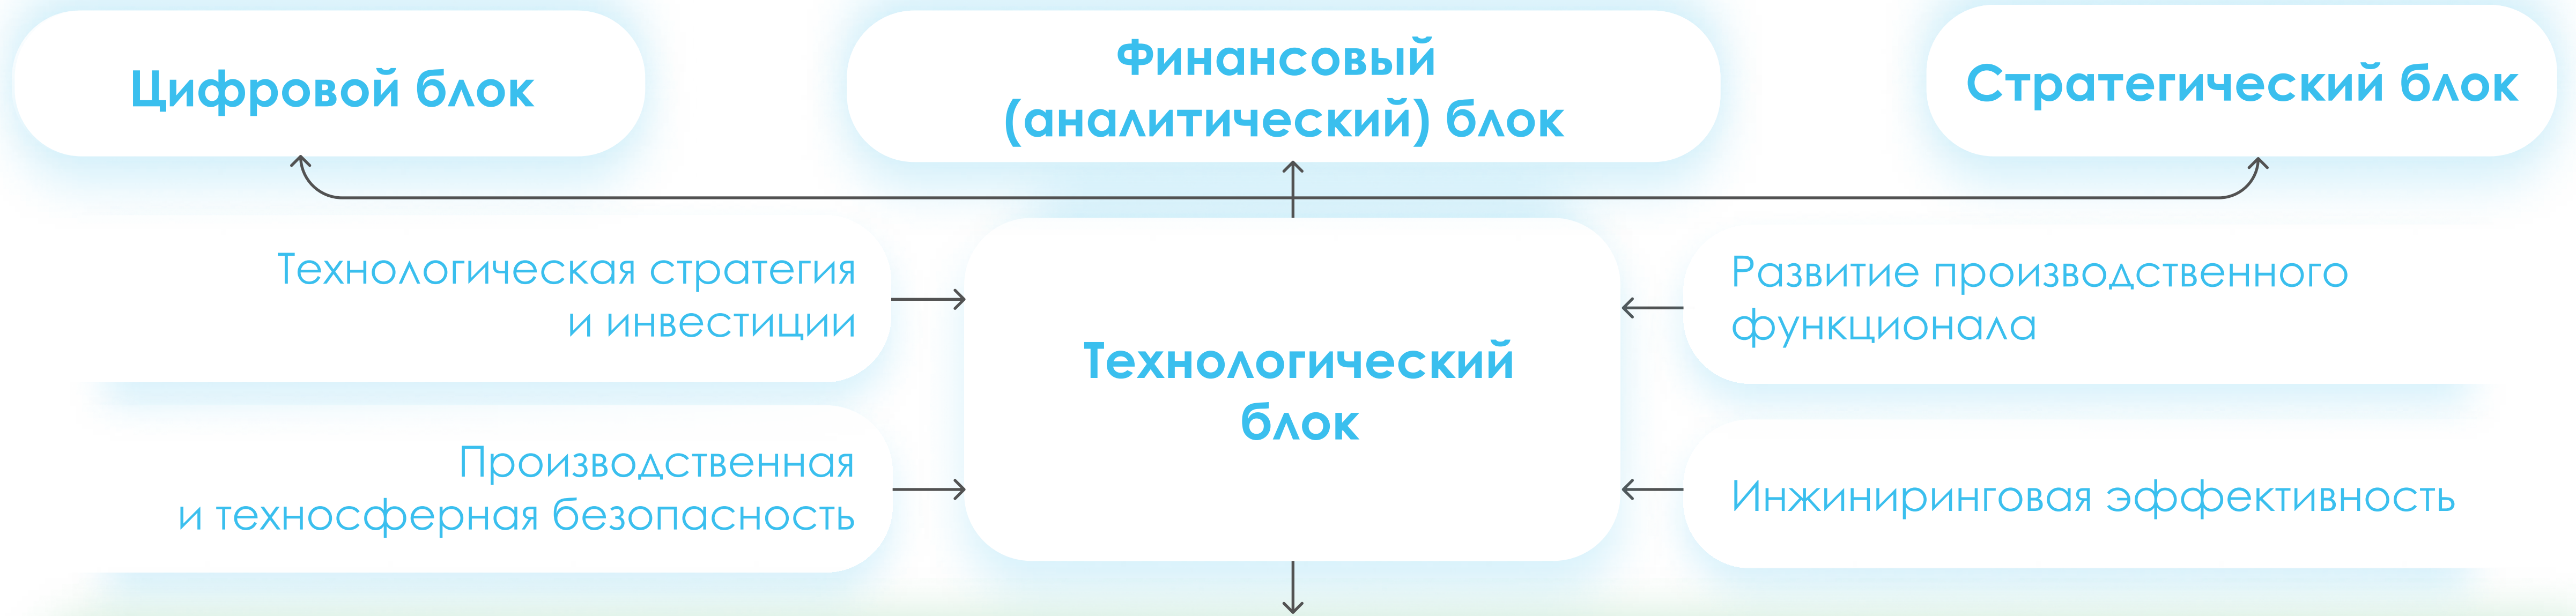 Цифровой блок
Финансовый
(аналитический) блок
Стратегический блок
Технологическая стратегия
и инвестиции
Производственная
и техносферная безопасность
Технологический
блок
Развитие производственного
функционала
Инжиниринговая эффективность